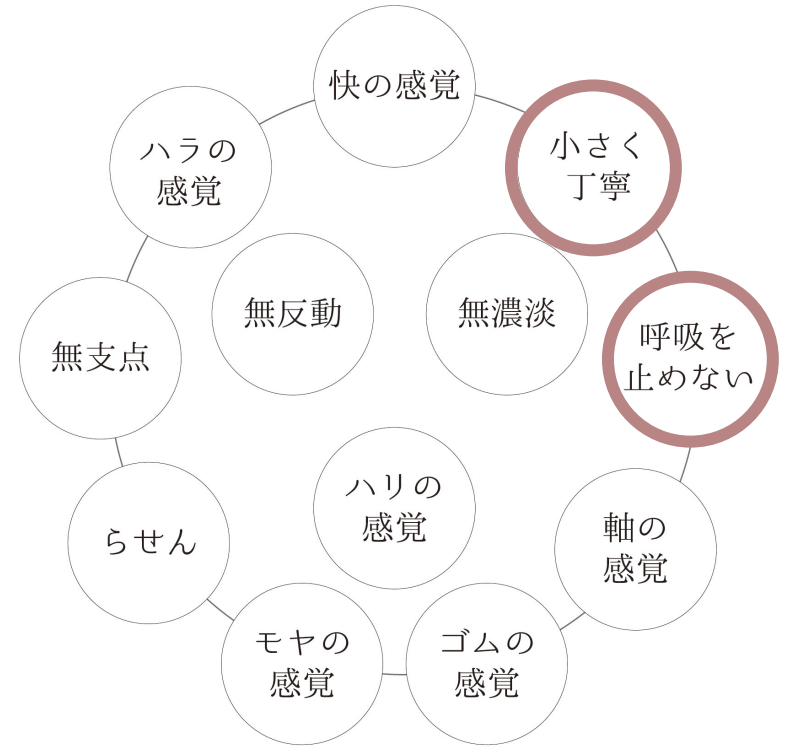 快の感覚
小さく
丁寧
呼吸を
止めない
軸の
感覚
ゴムの
感覚
モヤの
感覚
らせん
無支点
ハラの
感覚
無反動
無濃淡
ハリの
感覚